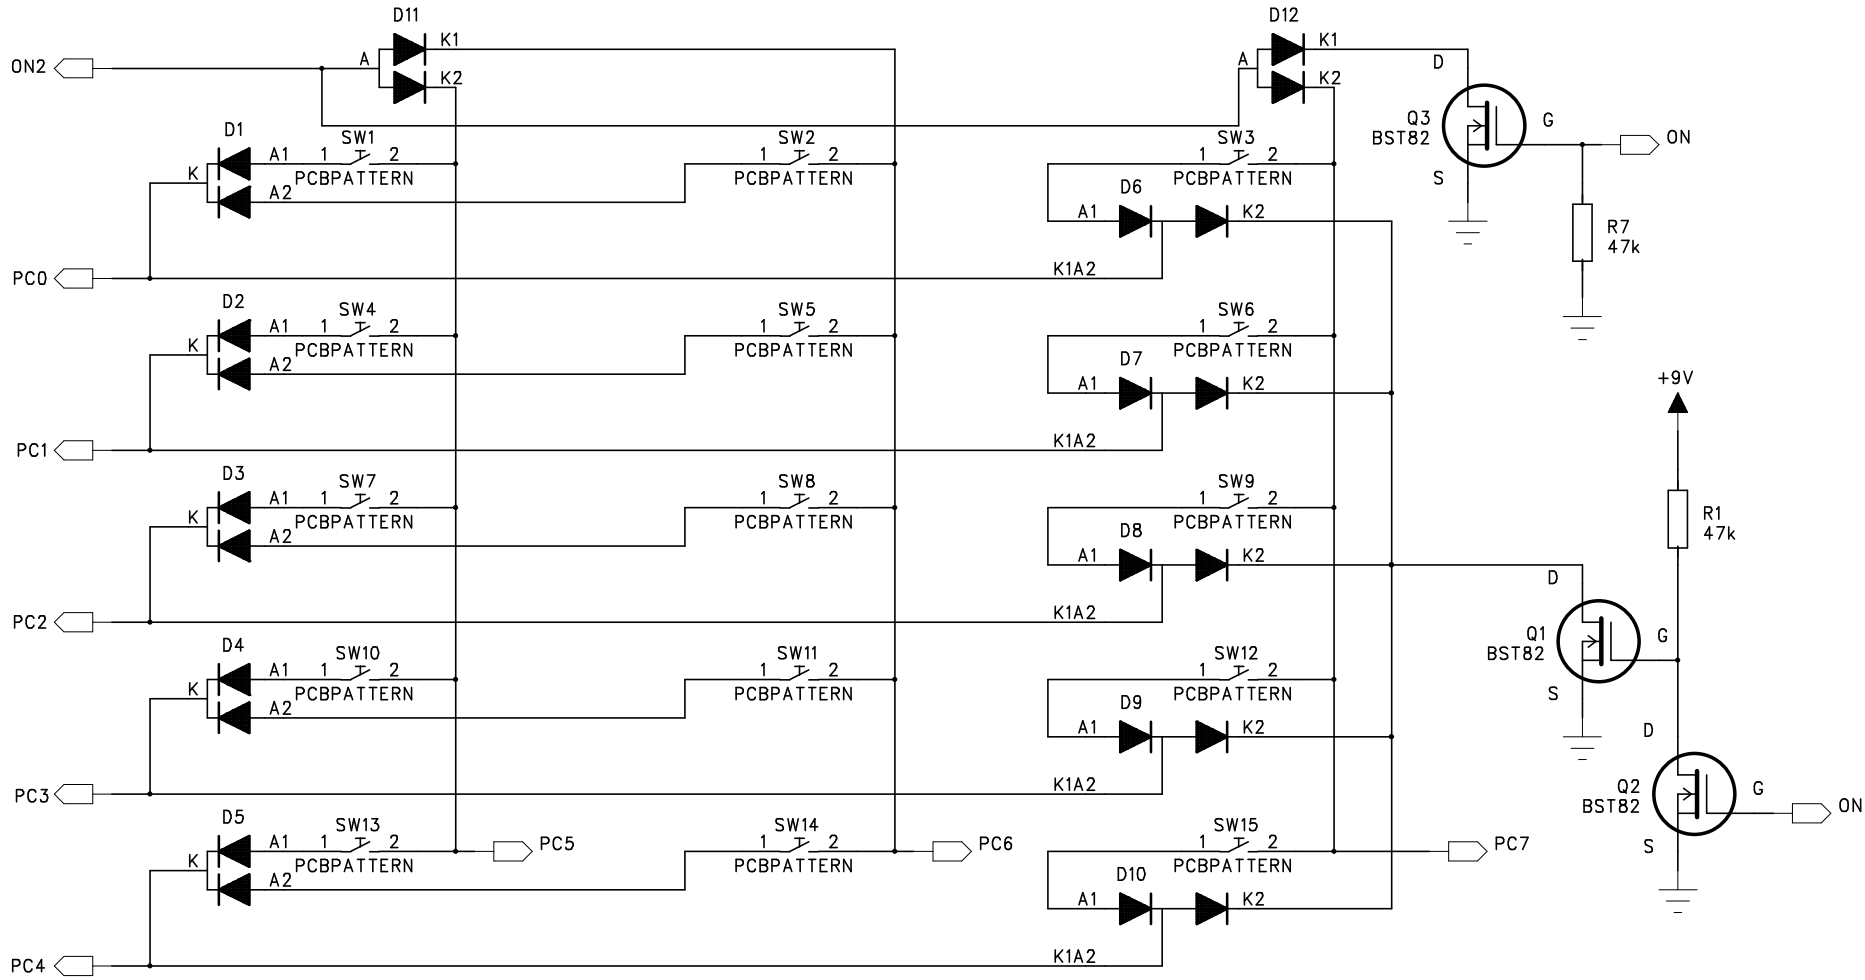 D11 D12
A K1 A K1
ON2
K2 K2 D
Q3 G ON
BST82
D1 SW1 SW2 SW3
A1 1 2 1 2 1 2
K PCBPATTERN PCBPATTERN PCBPATTERN S
A2 D6
A1 K2 R7
47k
PC0 K1A2
D2 SW4 SW5 SW6
A1 1 2 1 2 1 2
K PCBPATTERN PCBPATTERN PCBPATTERN
A2 D7
+9V
A1 K2
PC1 K1A2
D3 SW7 SW8 SW9
A1 1 2 1 2 1 2
K PCBPATTERN PCBPATTERN PCBPATTERN R1
47k
A2 D8
A1 K2 D
PC2 K1A2
Q1 G
BST82
D4 SW10 SW11 SW12
A1 1 2 1 2 1 2
K PCBPATTERN PCBPATTERN PCBPATTERN S
A2 D9
A1 K2 D
PC3 K1A2 Q2 G ON
BST82
D5 SW13 SW14 SW15
A1 1 2 PC5 1 2 PC6 1 2 PC7 S
K PCBPATTERN PCBPATTERN PCBPATTERN
A2 D10
A1 K2
PC4 K1A2